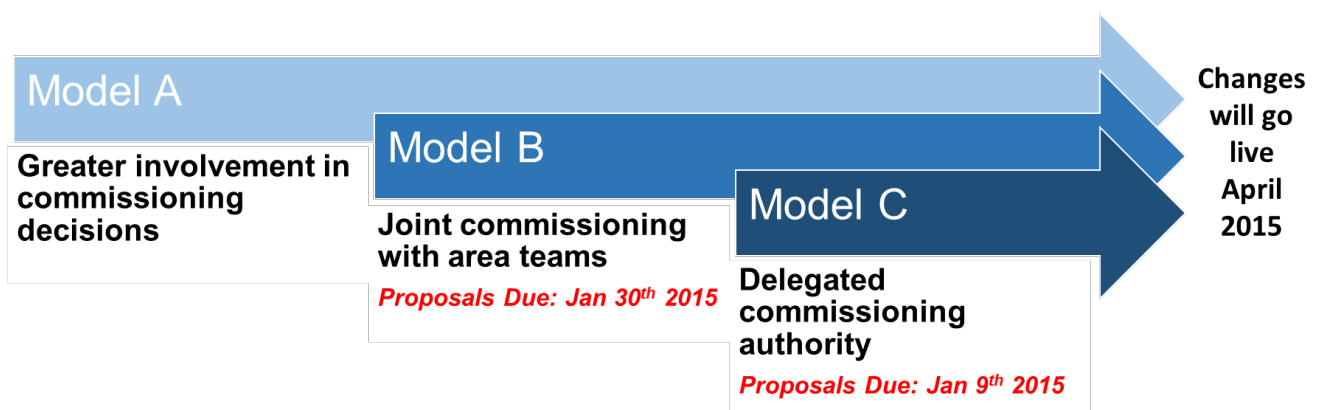 Model A
Greater involvement in
commissioning
decisions
Model B
Joint commissioning
with area teams
Proposals Due: Jan 30th 2015
Model C
Delegated
commissioning
authority
Proposals Due: Jan 9th 2015
Changes
will go
live
April
2015